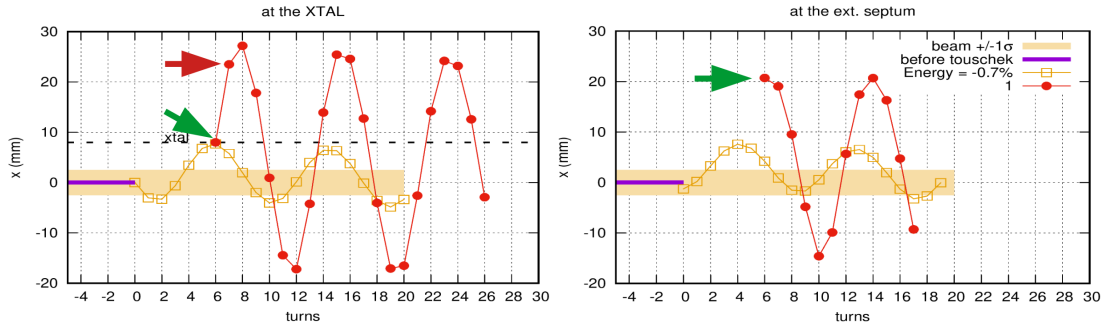 at the XTAL
30
20
10
0
-10
-20
x (mm)
xtal
-4 -2 0 2 4 6 8 10 12 14 16 18 20 22 24 26 28 30
turns
at the ext. septum
30
20
10
0
-10
-20
x (mm)
beam +/-1σ
before touschek
Energy = -0.7%
1
-4 -2 0 2 4 6 8 10 12 14 16 18 20 22 24 26 28 30
turns